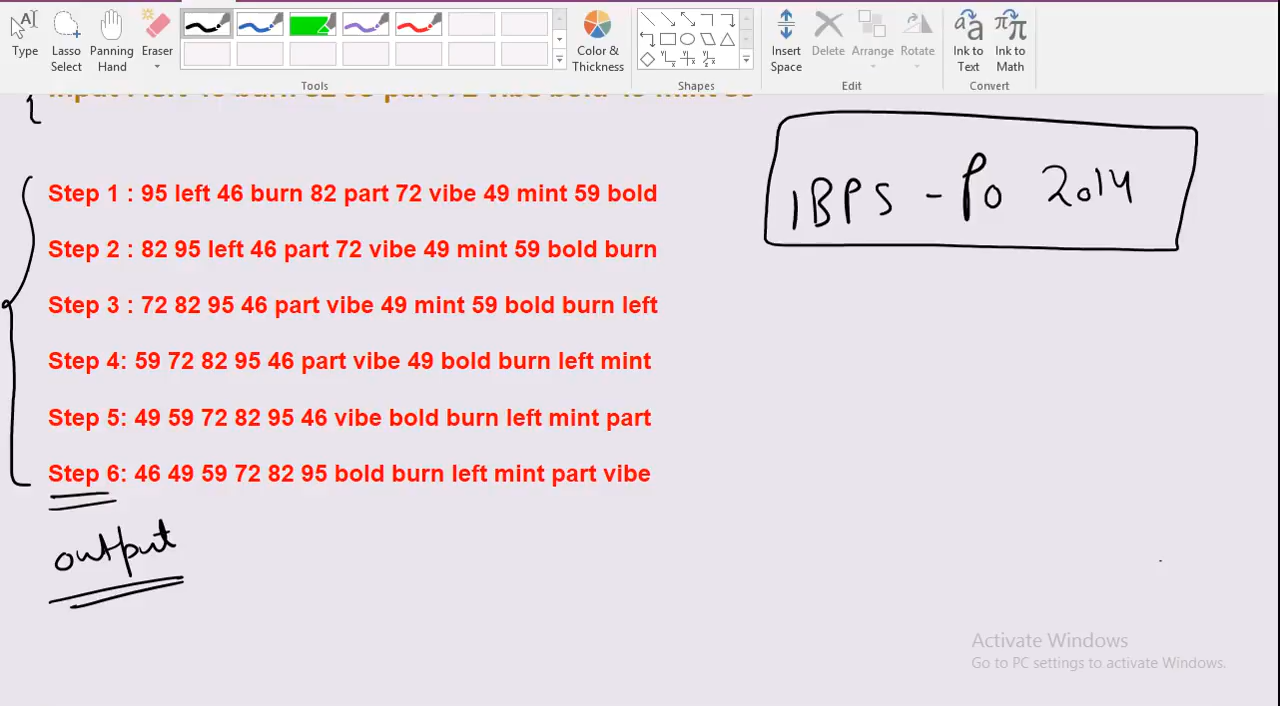 Type
Lasso Select
Panning Hand
Eraser
Color & Thickness
Insert Space
Delete
Arrange
Rotate
Ink to Text
Ink to Math
Tools
Shapes
Edit
Convert
Step 1 : 95 left 46 burn 82 part 72 vibe 49 mint 59 bold
IBPS - PO 2014
Step 2 : 82 95 left 46 part 72 vibe 49 mint 59 bold burn
Step 3 : 72 82 95 46 part vibe 49 mint 59 bold burn left
Step 4: 59 72 82 95 46 part vibe 49 bold burn left mint
Step 5: 49 59 72 82 95 46 vibe bold burn left mint part
Step 6: 46 49 59 72 82 95 bold burn left mint part vibe
output
Activate Windows
Go to PC settings to activate Windows.